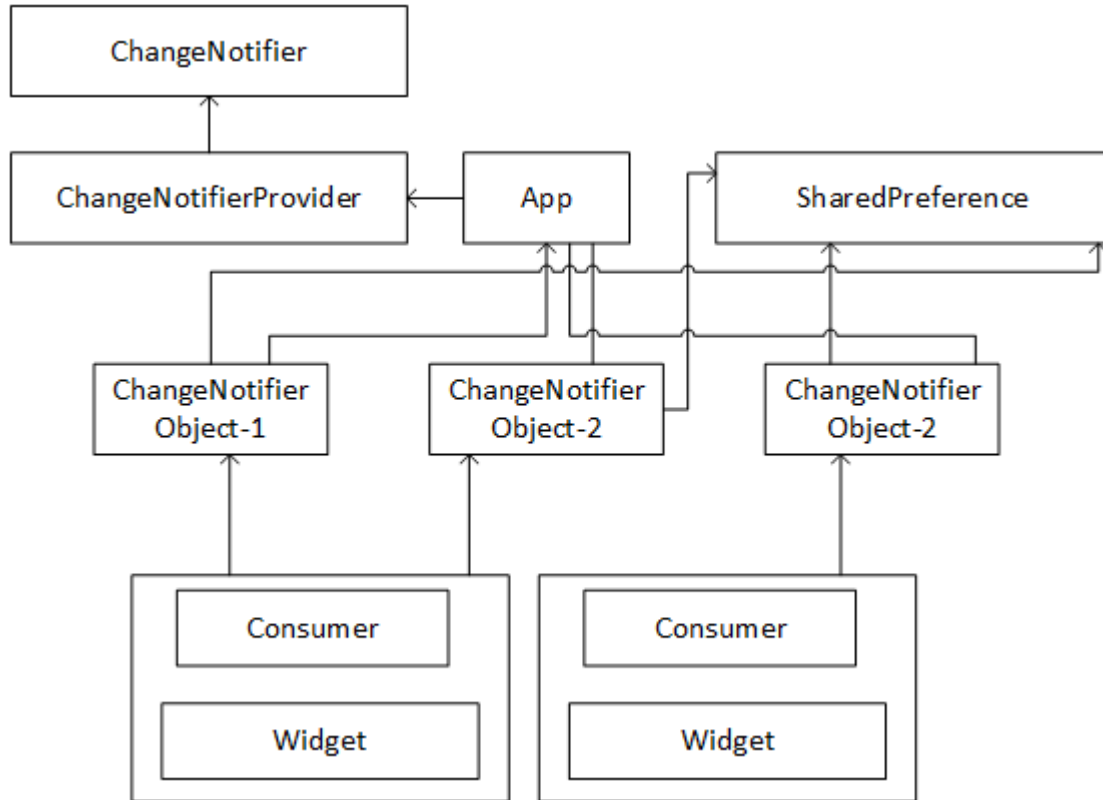 ChangeNotifier
ChangeNotifierProvider
App
SharedPreference
ChangeNotifier
Object-1
ChangeNotifier
Object-2
ChangeNotifier
Object-2
Consumer
Widget
Consumer
Widget